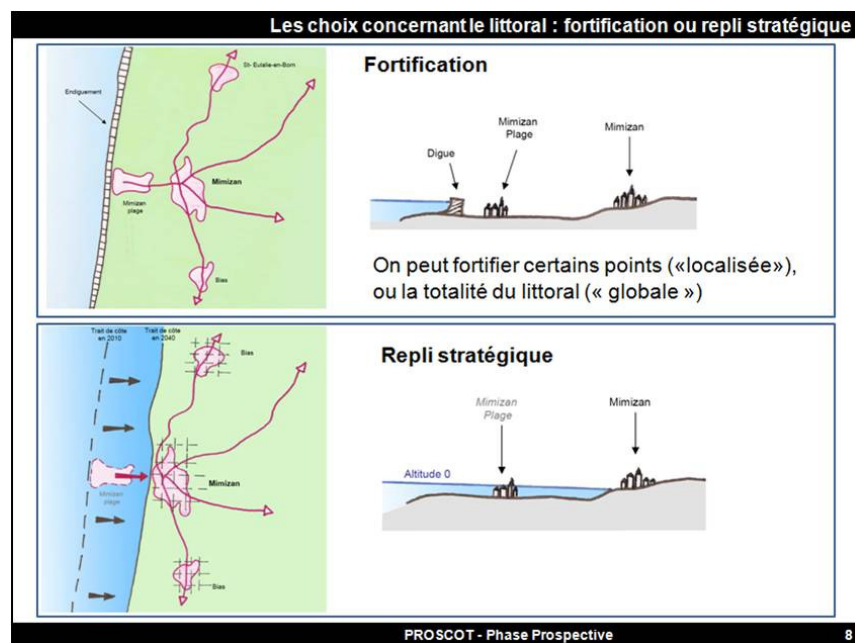 Les choix concernant le littoral : fortification ou repli stratégique
St- Eulalie-en-Born
Endiguement
Mimizan
Mimizan
plage
Bias
Fortification
Mimizan
Plage
Mimizan
Digue
On peut fortifier certains points («localisée»),
ou la totalité du littoral (« globale »)
Trait de côte
en 2010
Trait de côte
en 2040
Bias
Mimizan
Mimizan
plage
Bias
Repli stratégique
Mimizan
Plage
Mimizan
Altitude 0
PROSCOT - Phase Prospective
8